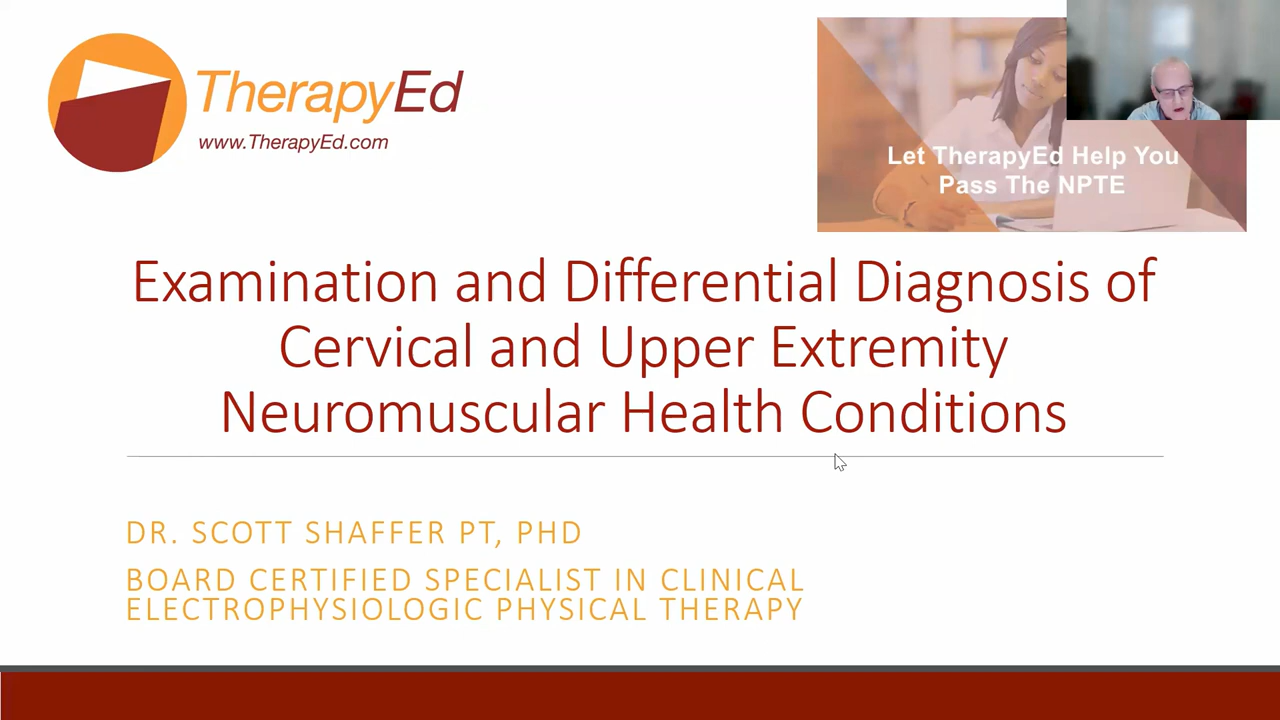 TherapyEd
www.TherapyEd.com
Let TherapyEd Help You
Pass The NPTE
Examination and Differential Diagnosis of
Cervical and Upper Extremity
Neuromuscular Health Conditions
DR. SCOTT SHAFFER PT, PHD
BOARD CERTIFIED SPECIALIST IN CLINICAL
ELECTROPHYSIOLOGIC PHYSICAL THERAPY